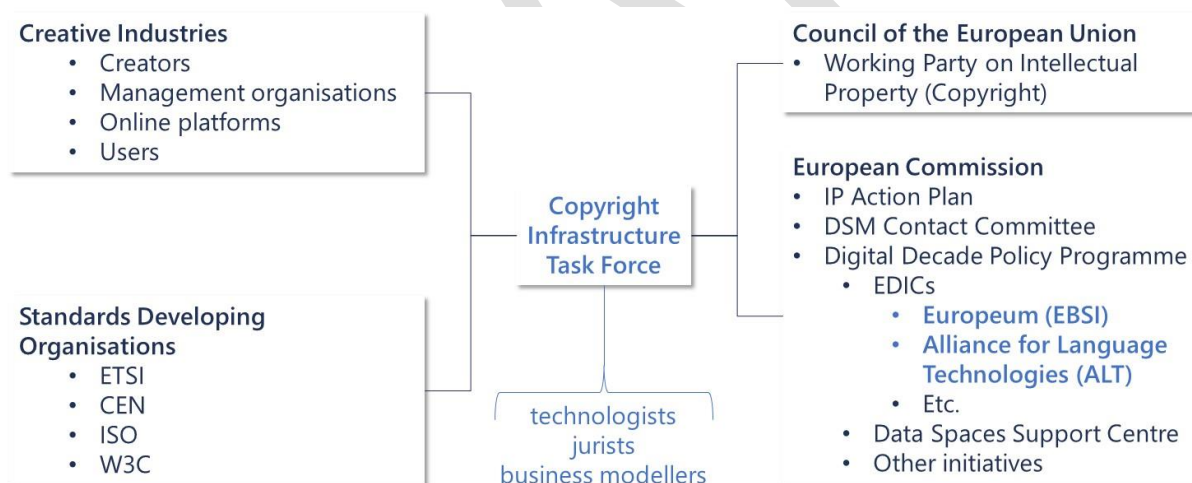 Creative Industries
• Creators
• Management organisations
• Online platforms
• Users
Standards Developing
Organisations
• ETSI
• CEN
• ISO
• W3C
Copyright
Infrastructure
Task Force
technologists
jurists
business modellers
Council of the European Union
• Working Party on Intellectual
Property (Copyright)
European Commission
• IP Action Plan
• DSM Contact Committee
• Digital Decade Policy Programme
• EDICs
• Europeum (EBSI)
• Alliance for Language
Technologies (ALT)
• Etc.
• Data Spaces Support Centre
• Other initiatives